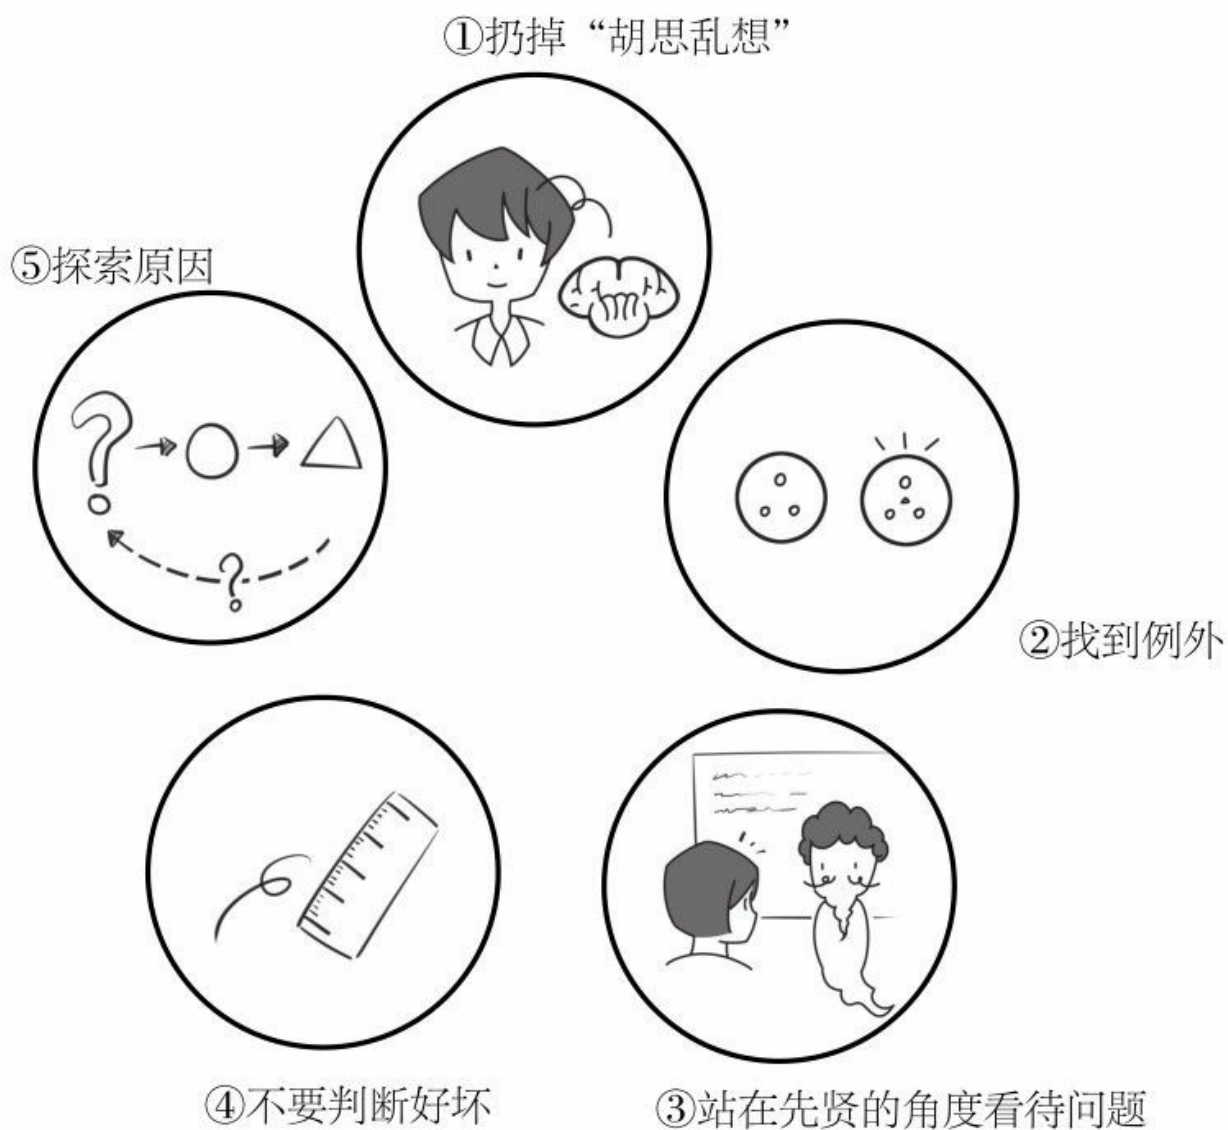 ①扔掉“胡思乱想”
⑤探索原因
②找到例外
④不要判断好坏
③站在先贤的角度看待问题